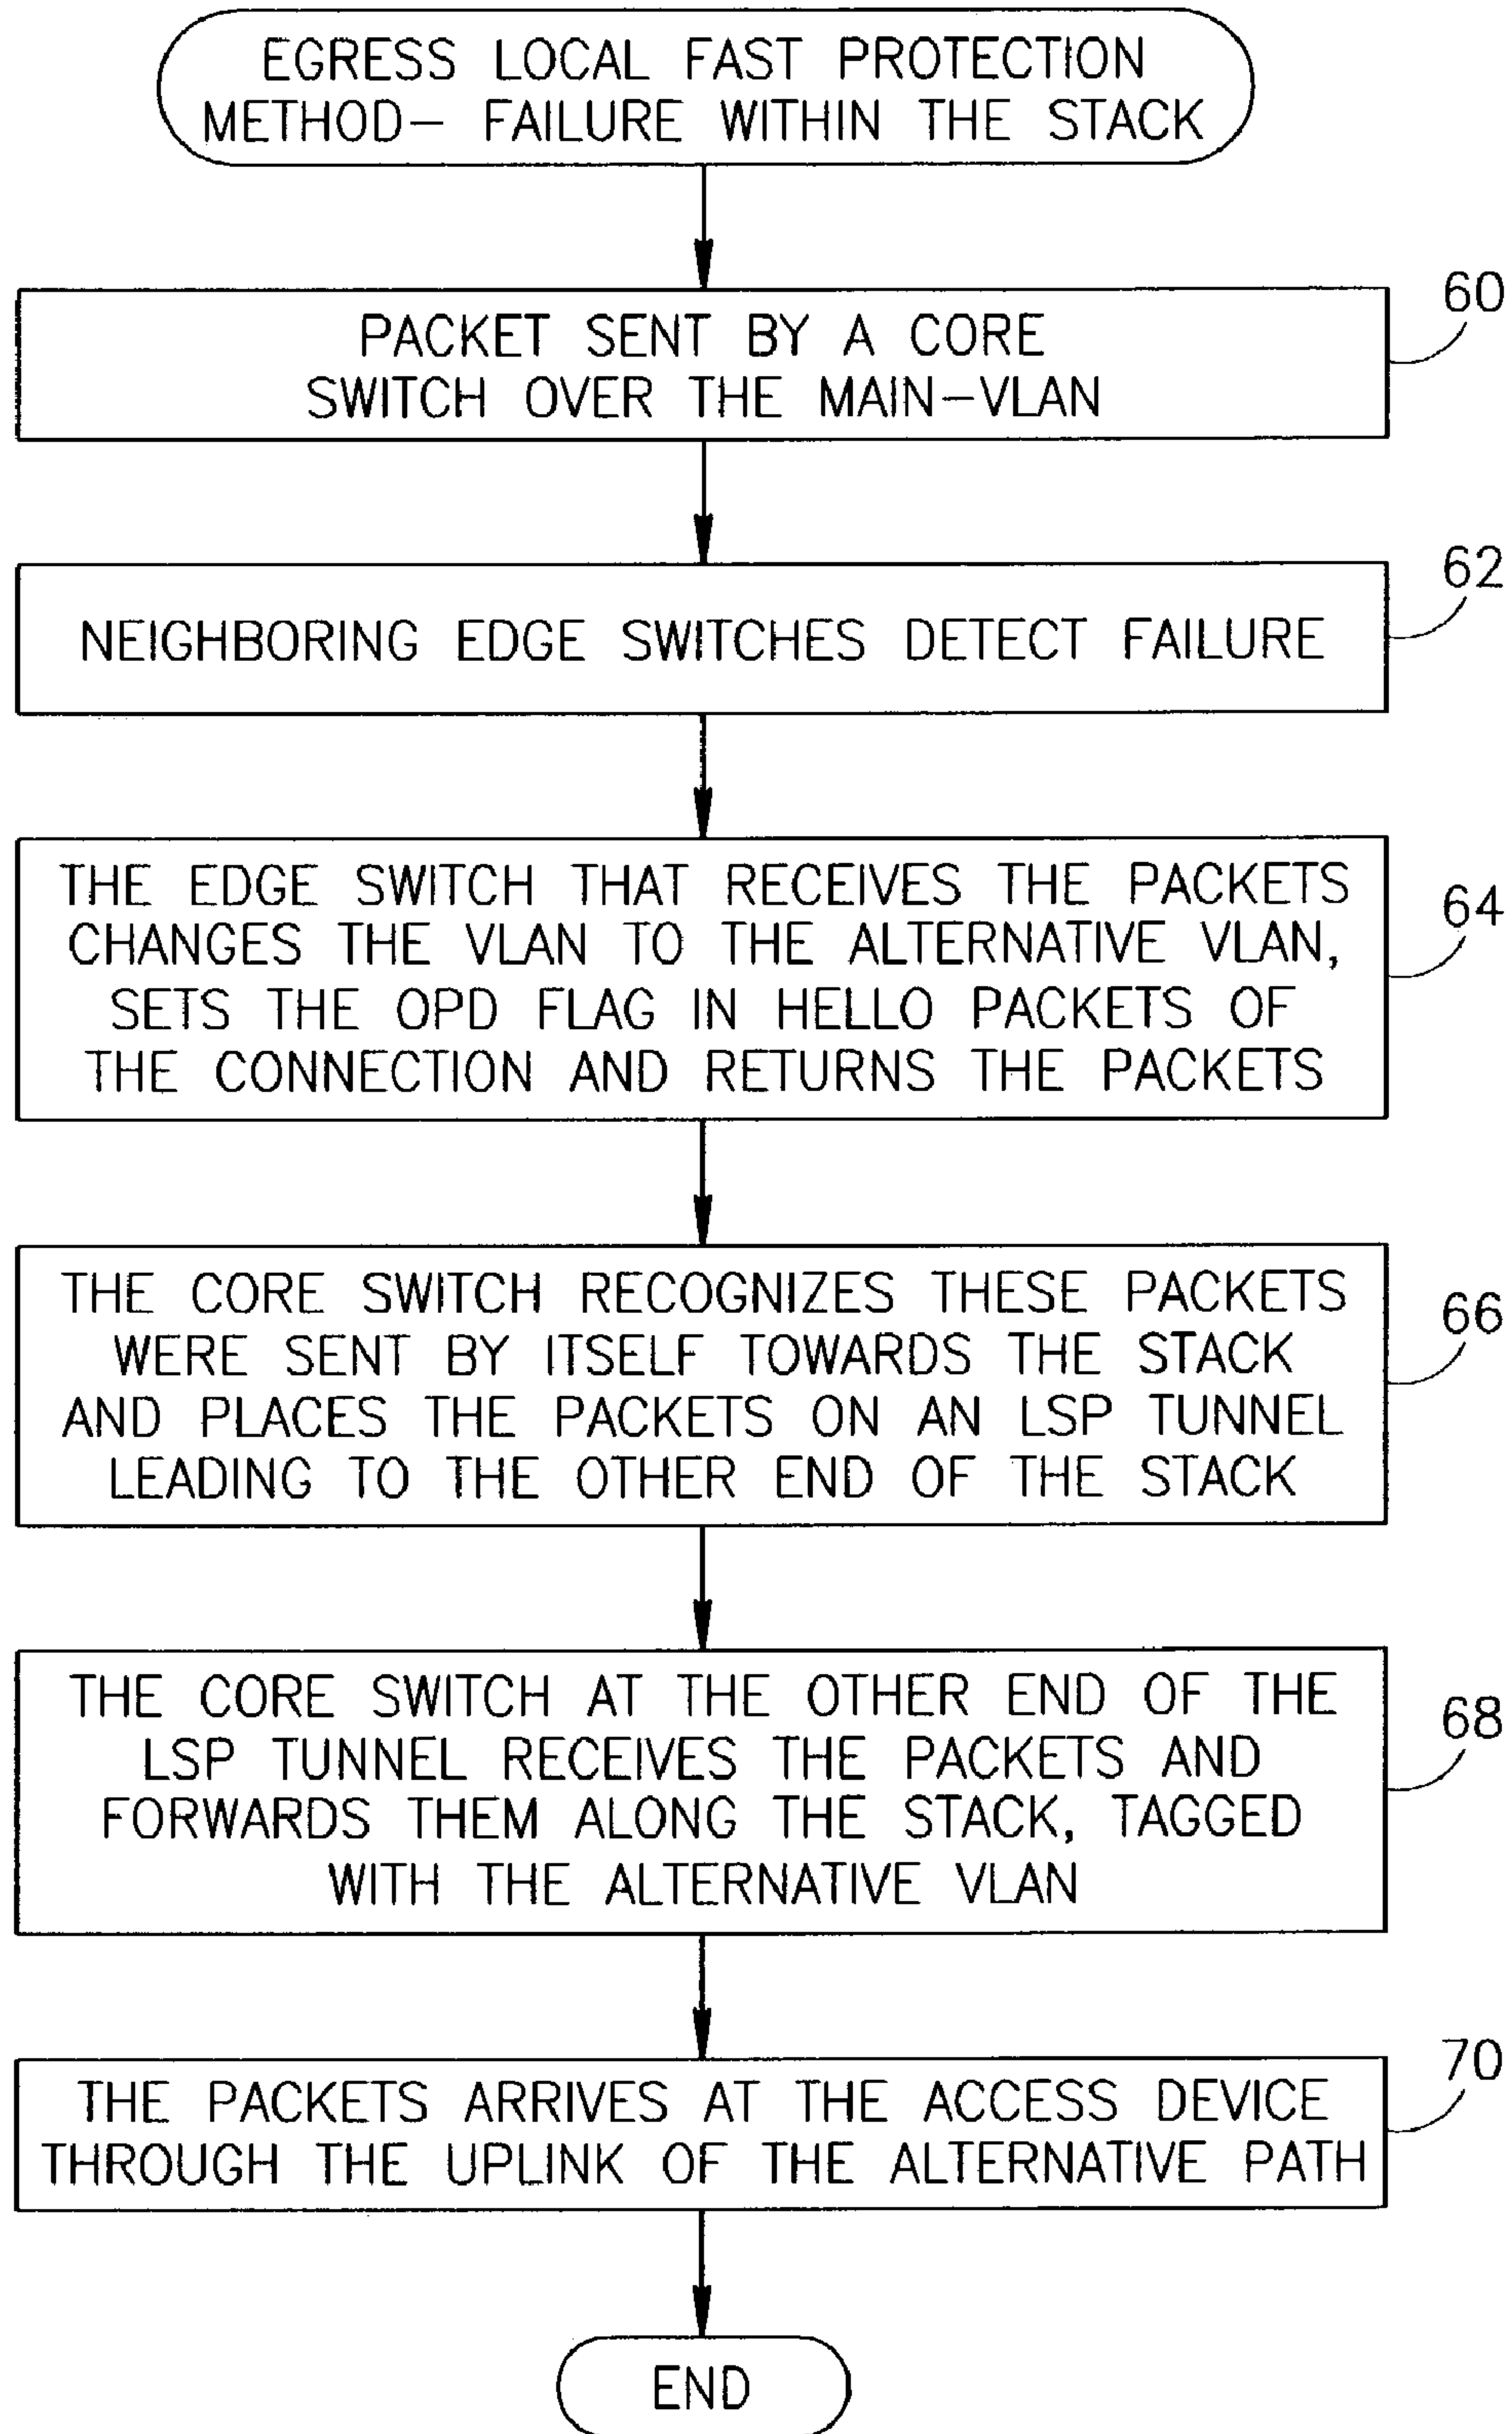 EGRESS LOCAL FAST PROTECTION
METHOD– FAILURE WITHIN THE STACK
60
PACKET SENT BY A CORE
SWITCH OVER THE MAIN–VLAN
62
NEIGHBORING EDGE SWITCHES DETECT FAILURE
64
THE EDGE SWITCH THAT RECEIVES THE PACKETS
CHANGES THE VLAN TO THE ALTERNATIVE VLAN,
SETS THE OPD FLAG IN HELLO PACKETS OF
THE CONNECTION AND RETURNS THE PACKETS
66
THE CORE SWITCH RECOGNIZES THESE PACKETS
WERE SENT BY ITSELF TOWARDS THE STACK
AND PLACES THE PACKETS ON AN LSP TUNNEL
LEADING TO THE OTHER END OF THE STACK
68
THE CORE SWITCH AT THE OTHER END OF THE
LSP TUNNEL RECEIVES THE PACKETS AND
FORWARDS THEM ALONG THE STACK, TAGGED
WITH THE ALTERNATIVE VLAN
70
THE PACKETS ARRIVES AT THE ACCESS DEVICE
THROUGH THE UPLINK OF THE ALTERNATIVE PATH
END